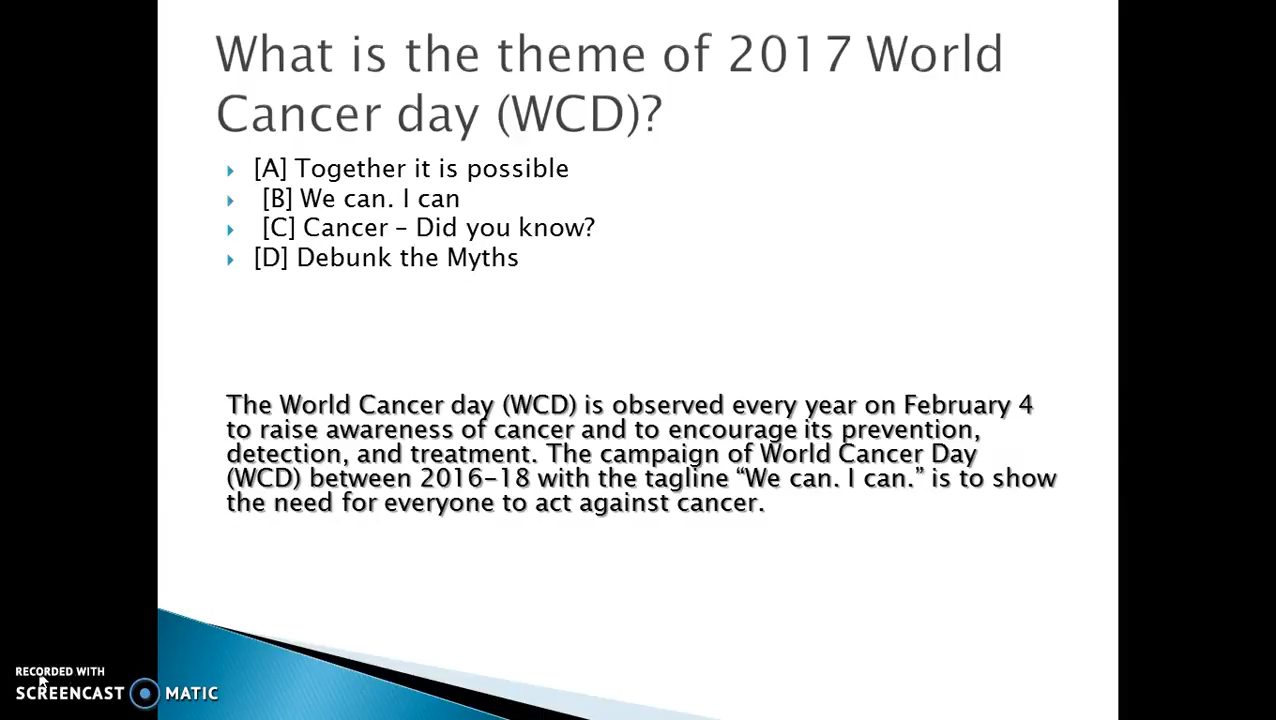 What is the theme of 2017 World
Cancer day (WCD)?
[A] Together it is possible
[B] We can. I can
[C] Cancer – Did you know?
[D] Debunk the Myths
The World Cancer day (WCD) is observed every year on February 4
to raise awareness of cancer and to encourage its prevention,
detection, and treatment. The campaign of World Cancer Day
(WCD) between 2016-18 with the tagline “We can. I can.” is to show
the need for everyone to act against cancer.
RECORDED WITH
SCREENCAST MATIC